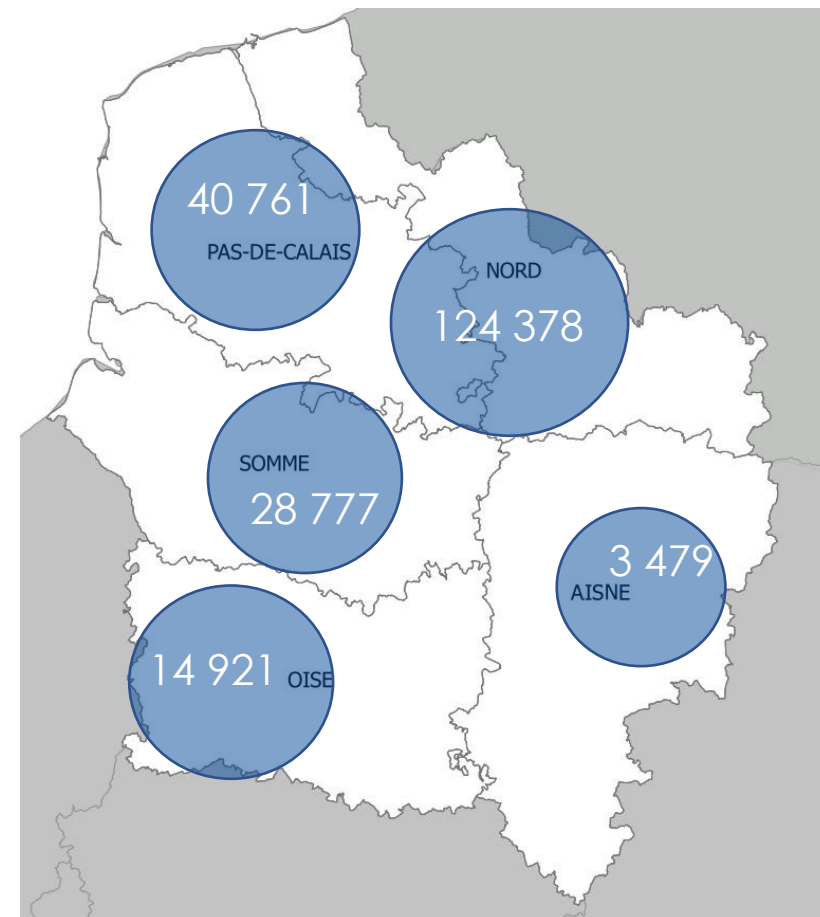 40 761
PAS-DE-CALAIS
NORD
124 378
SOMME
28 777
3 479
AISNE
14 921 OISE